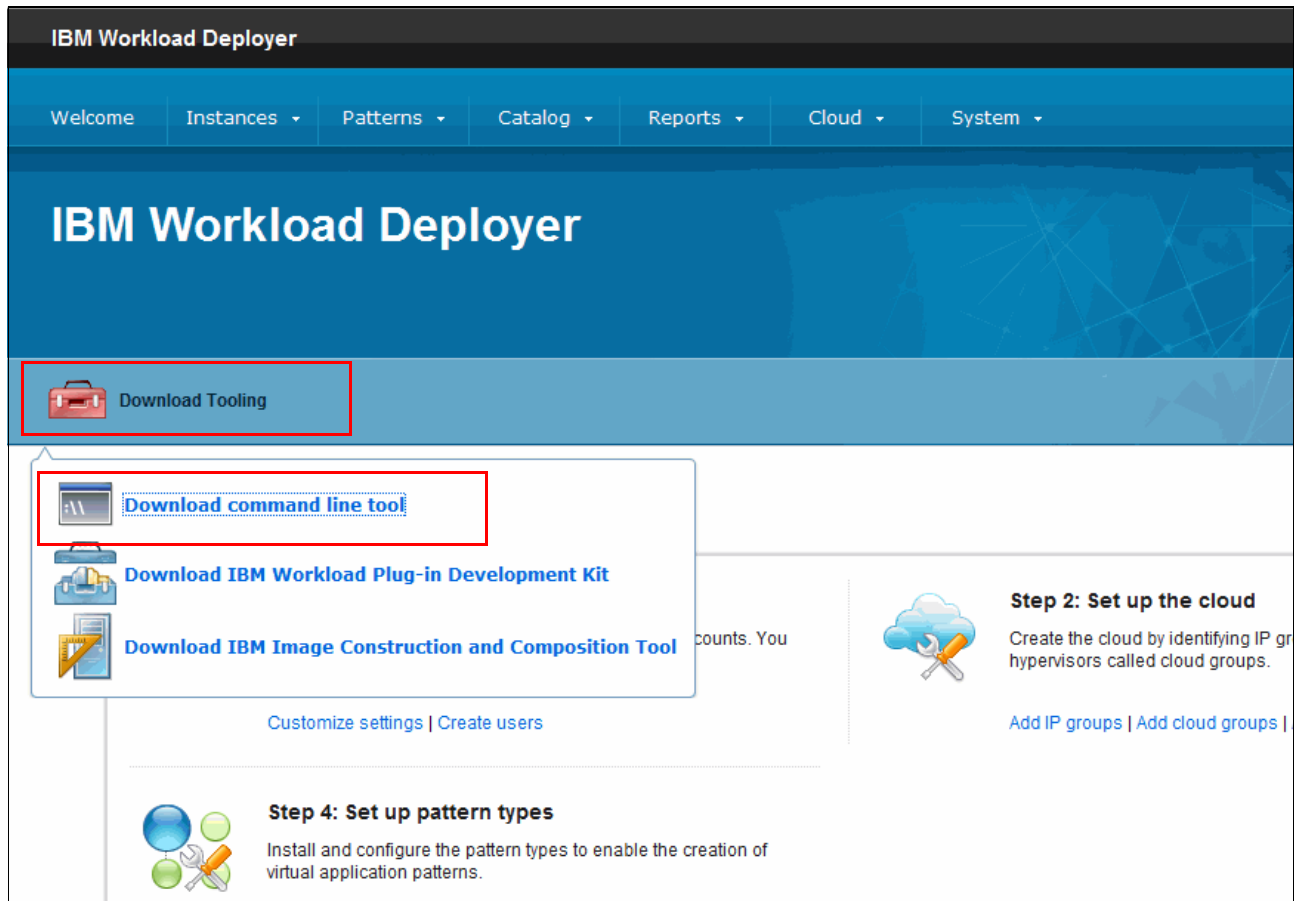 IBM Workload Deployer
Welcome Instances Patterns Catalog Reports Cloud System
IBM Workload Deployer
Download Tooling
:\\
Download command line tool
Download IBM Workload Plug-in Development Kit
Download IBM Image Construction and Composition Tool
counts. You
Customize settings | Create users
Step 2: Set up the cloud
Create the cloud by identifying IP gr
hypervisors called cloud groups.
Add IP groups | Add cloud groups |
Step 4: Set up pattern types
Install and configure the pattern types to enable the creation of
virtual application patterns.